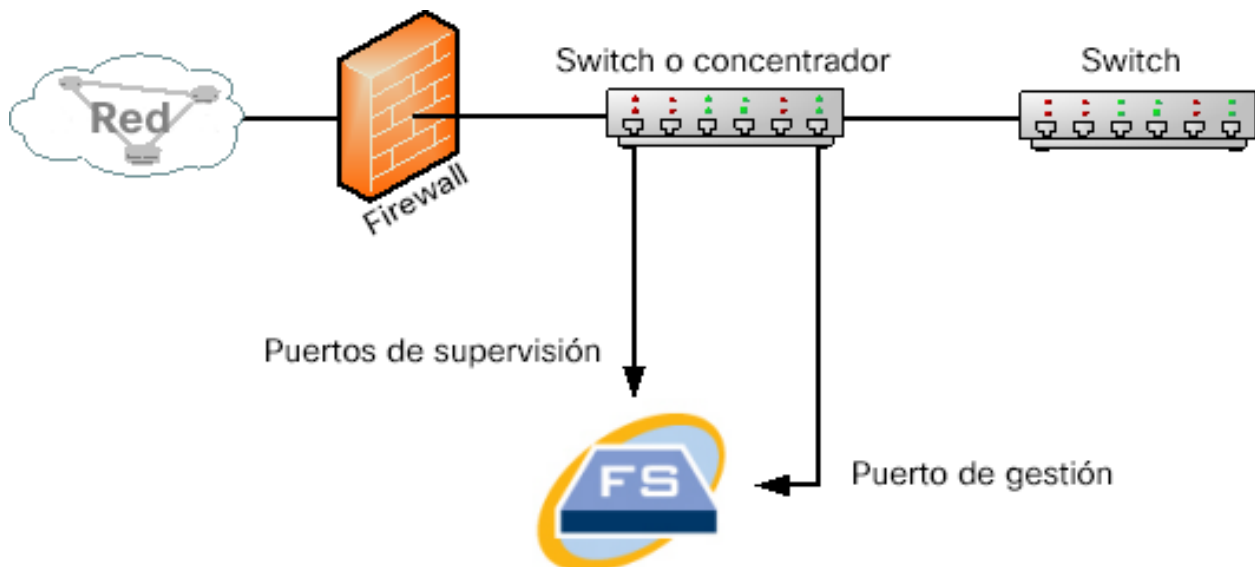 Switch o concentrador
Switch
Red
Firewall
Puertos de supervisión
FS
Puerto de gestión